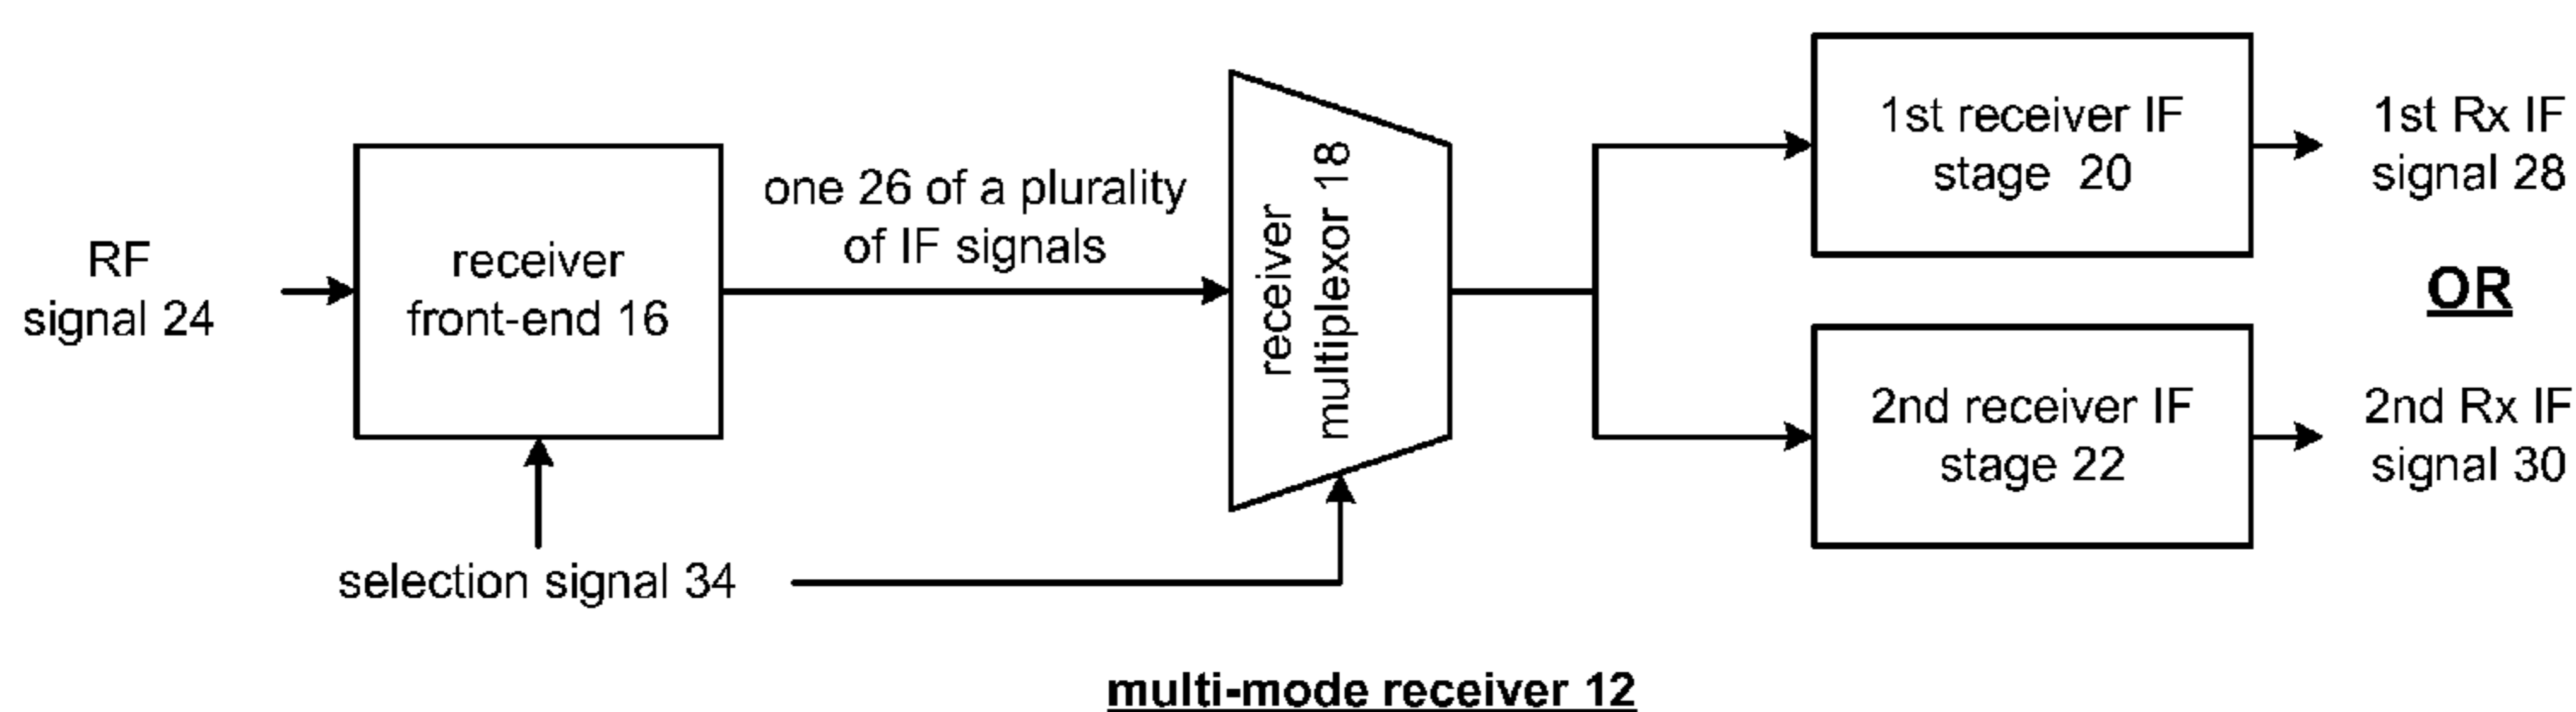 RF
signal 24
receiver
front-end 16
one 26 of a plurality
of IF signals
selection signal 34
receiver
multiplexor 18
1st receiver IF
stage 20
1st Rx IF
signal 28
OR
2nd receiver IF
stage 22
2nd Rx IF
signal 30
multi-mode receiver 12